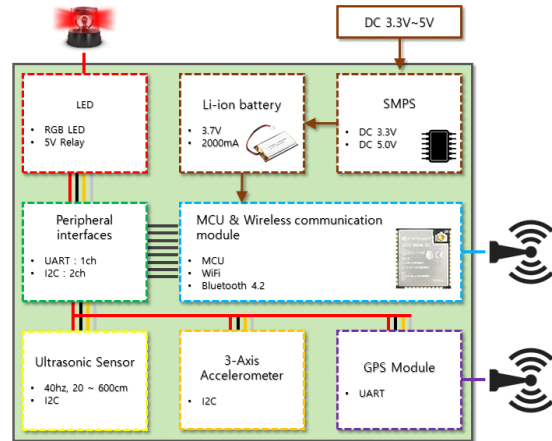 DC 3.3V~5V
LED
• RGB LED
• 5V Relay
Li-ion battery
• 3.7V
• 2000mA
SMPS
• DC 3.3V
• DC 5.0V
Peripheral
interfaces
• UART : 1ch
• I2C : 2ch
MCU & Wireless communication
module
• MCU
• WiFi
• Bluetooth 4.2
Ultrasonic Sensor
• 40hz, 20 ~ 600cm
• I2C
3-Axis
Accelerometer
• I2C
GPS Module
• UART